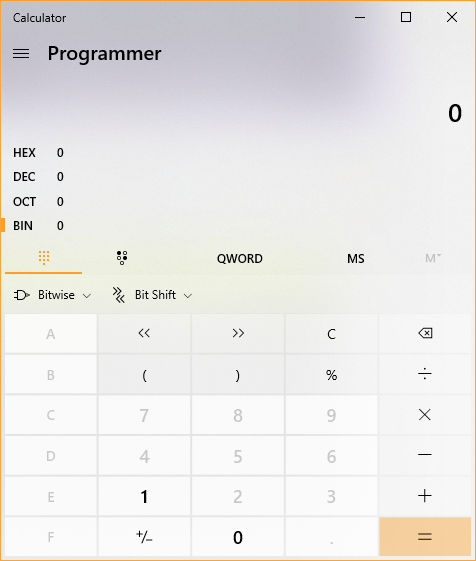 Calculator
Programmer
0
HEX 0
DEC 0
OCT 0
BIN 0
QWORD MS M˅
Bitwise Bit Shift
A << >> C
B ( ) % ÷
C 7 8 9 ×
D 4 5 6 −
E 1 2 3 +
F +/− 0 . =